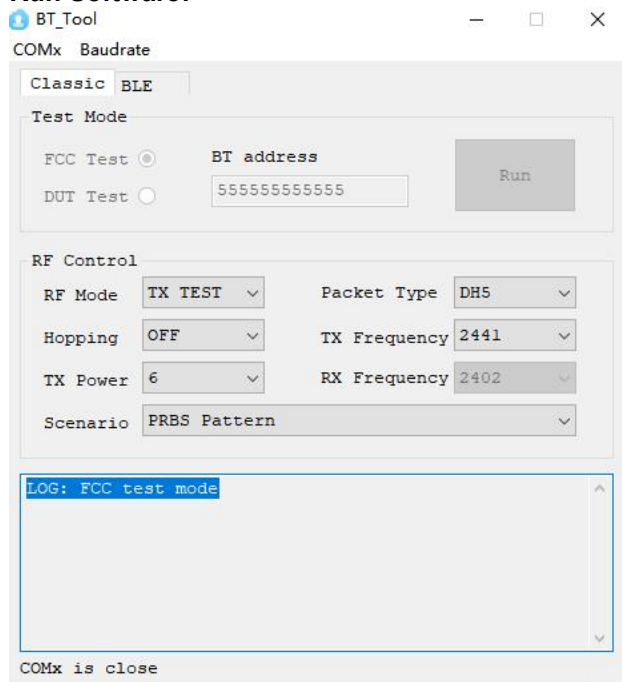 Run Software.
BT_Tool
COMx Baudrate
Classic BLE
Test Mode
FCC Test BT address
DUT Test 555555555555 Run
RF Control
RF Mode TX TEST Packet Type DH5
Hopping OFF TX Frequency 2441
TX Power 6 RX Frequency 2402
Scenario PRBS Pattern
LOG: FCC test mode
COMx is close